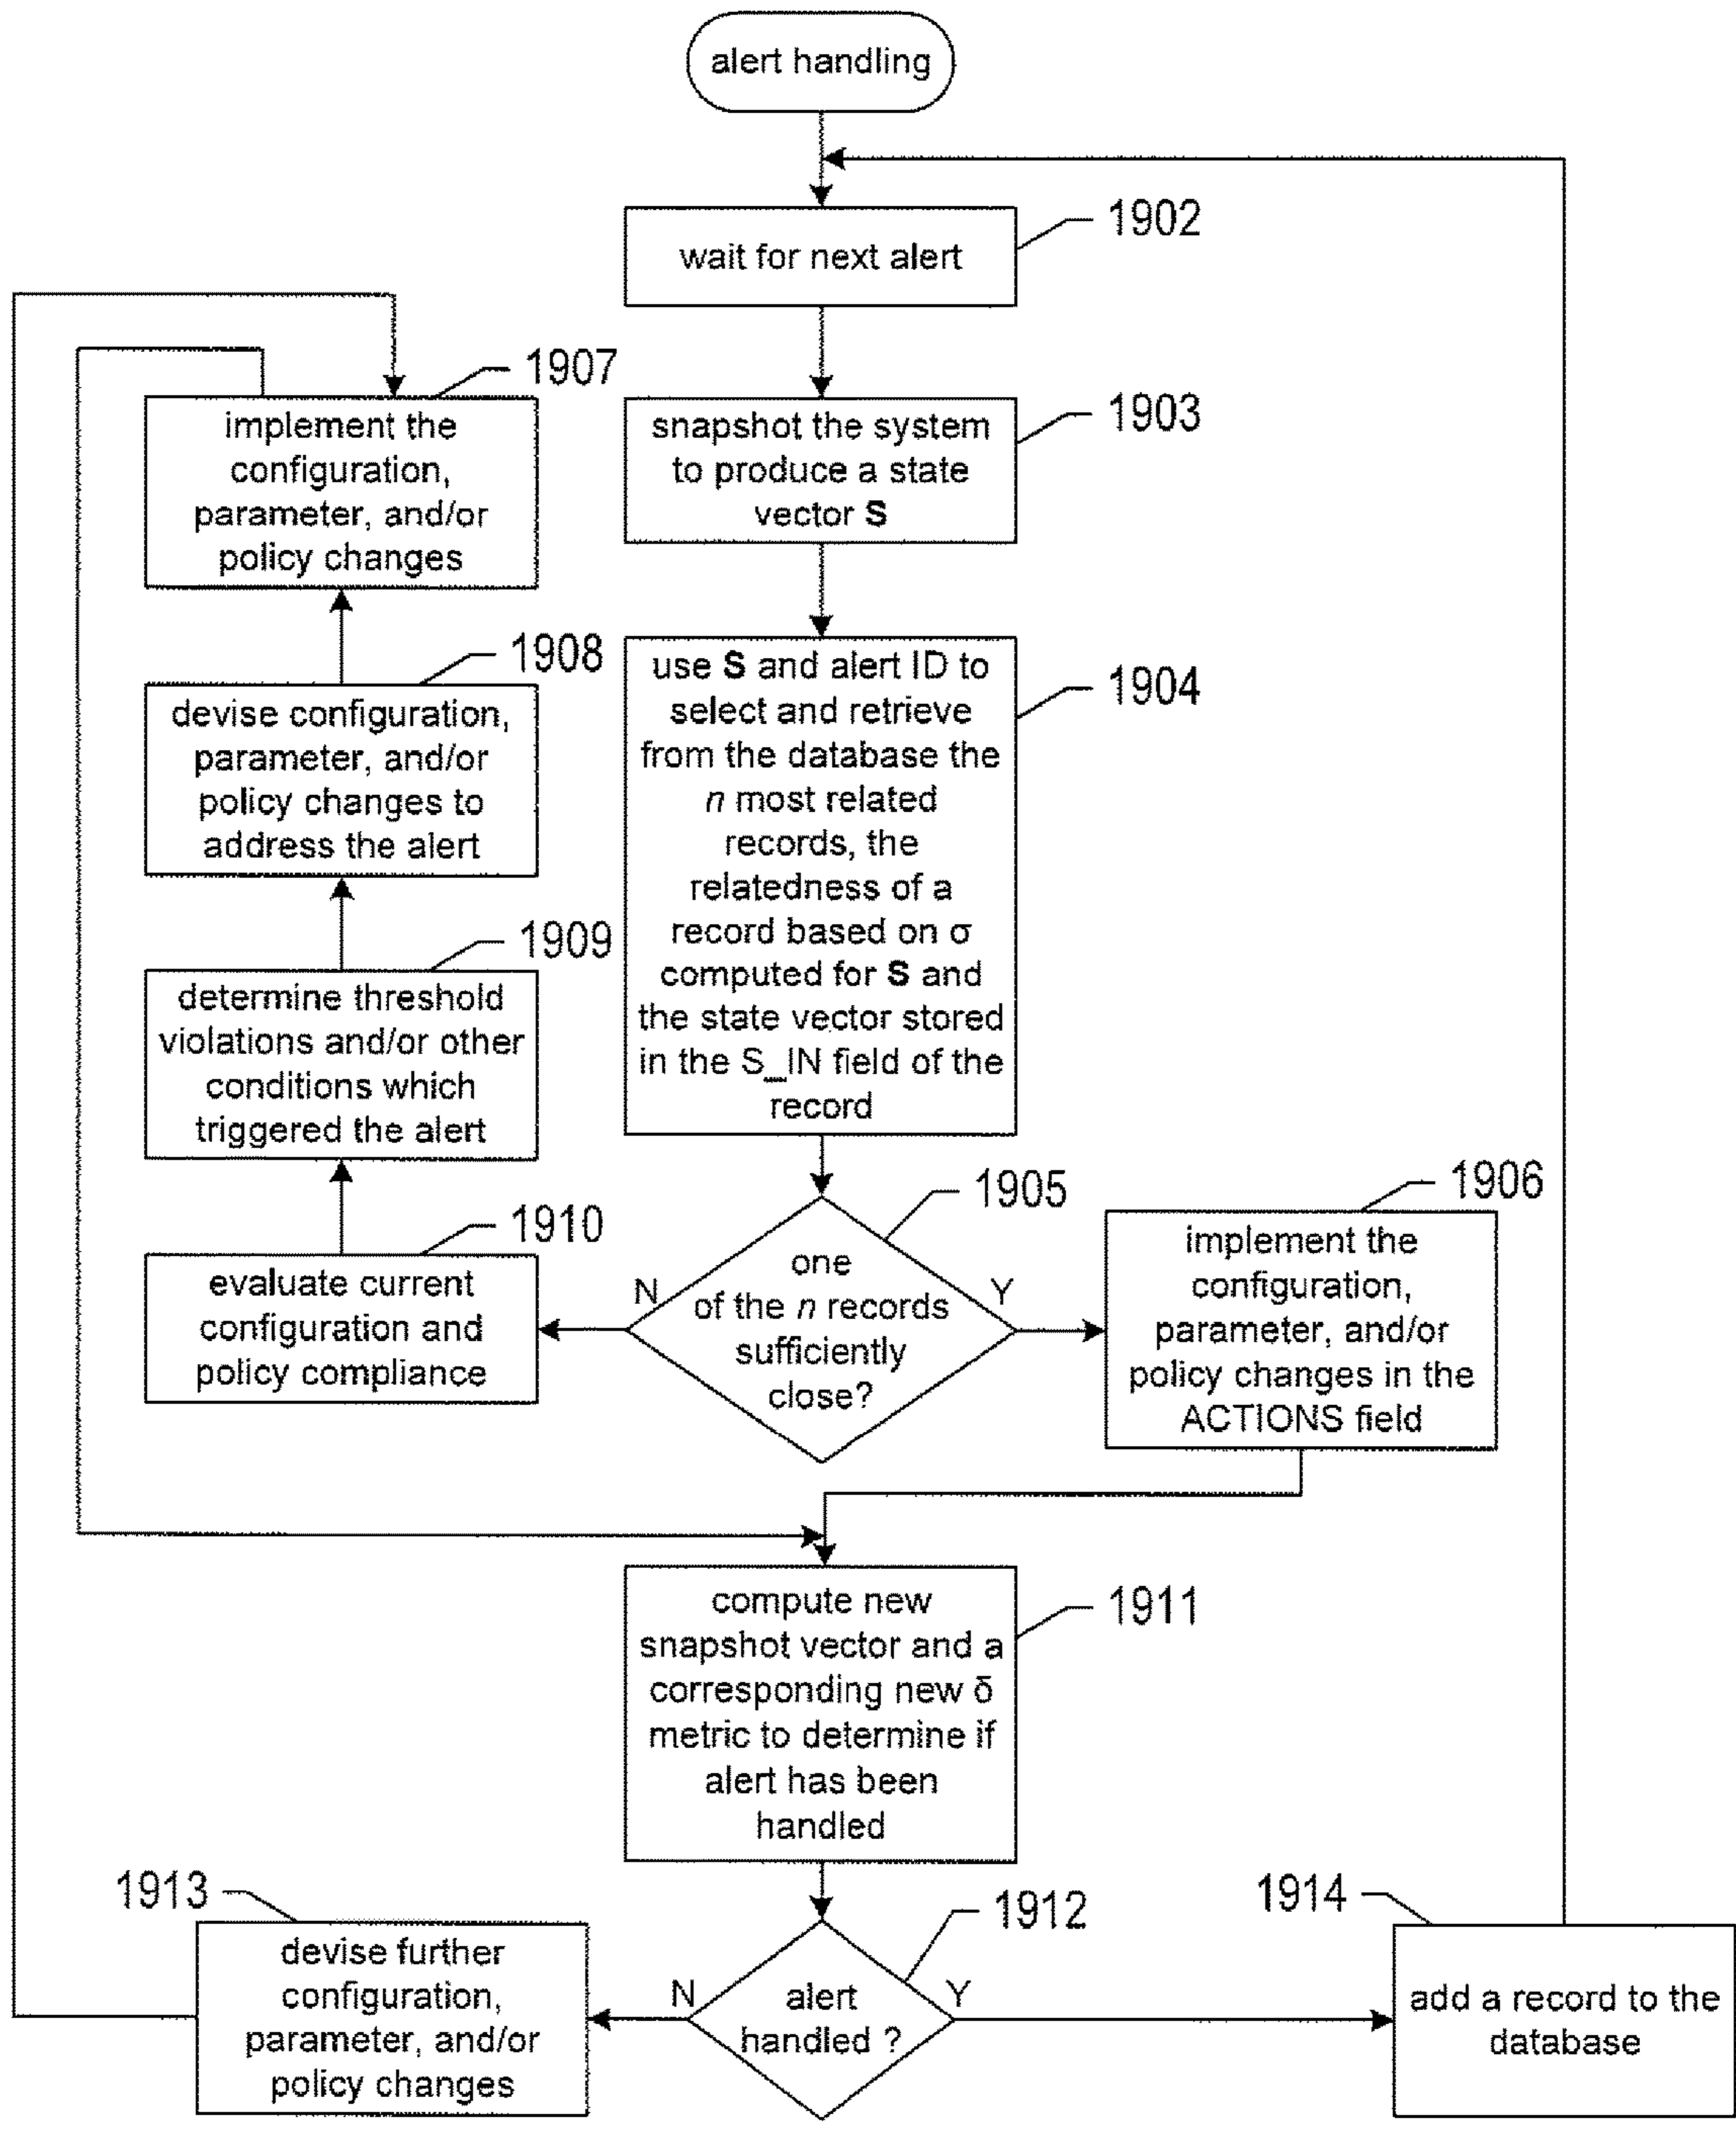 alert handling
1902
wait for next alert
1903
snapshot the system
to produce a state
vector S
1904
use S and alert ID to
select and retrieve
from the database the
n most related
records, the
relatedness of a
record based on σ
computed for S and
the state vector stored
in the S_IN field of the
record
1905
one
of the n records
sufficiently
close?
N
Y
1906
implement the
configuration,
parameter, and/or
policy changes in the
ACTIONS field
1907
implement the
configuration,
parameter, and/or
policy changes
1908
devise configuration,
parameter, and/or
policy changes to
address the alert
1909
determine threshold
violations and/or other
conditions which
triggered the alert
1910
evaluate current
configuration and
policy compliance
1911
compute new
snapshot vector and a
corresponding new δ
metric to determine if
alert has been
handled
1912
alert
handled ?
N
Y
1913
devise further
configuration,
parameter, and/or
policy changes
1914
add a record to the
database